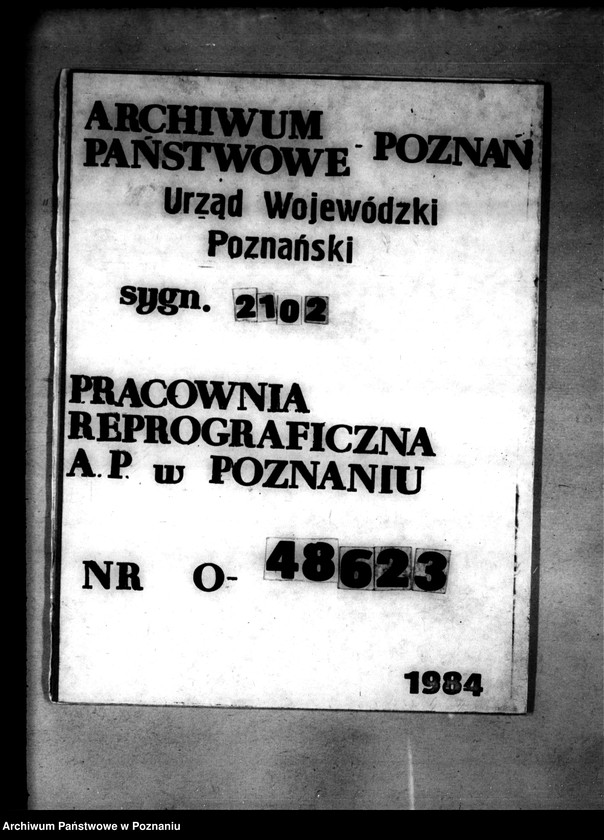 ARCHIWUM
PAŃSTWOWE - POZNAŃ
Urząd Wojewódzki
Poznański
sygn. 2102
PRACOWNIA
REPROGRAFICZNA
A.P. w POZNANIU
NR O- 48623
1984
Archiwum Państwowe w Poznaniu